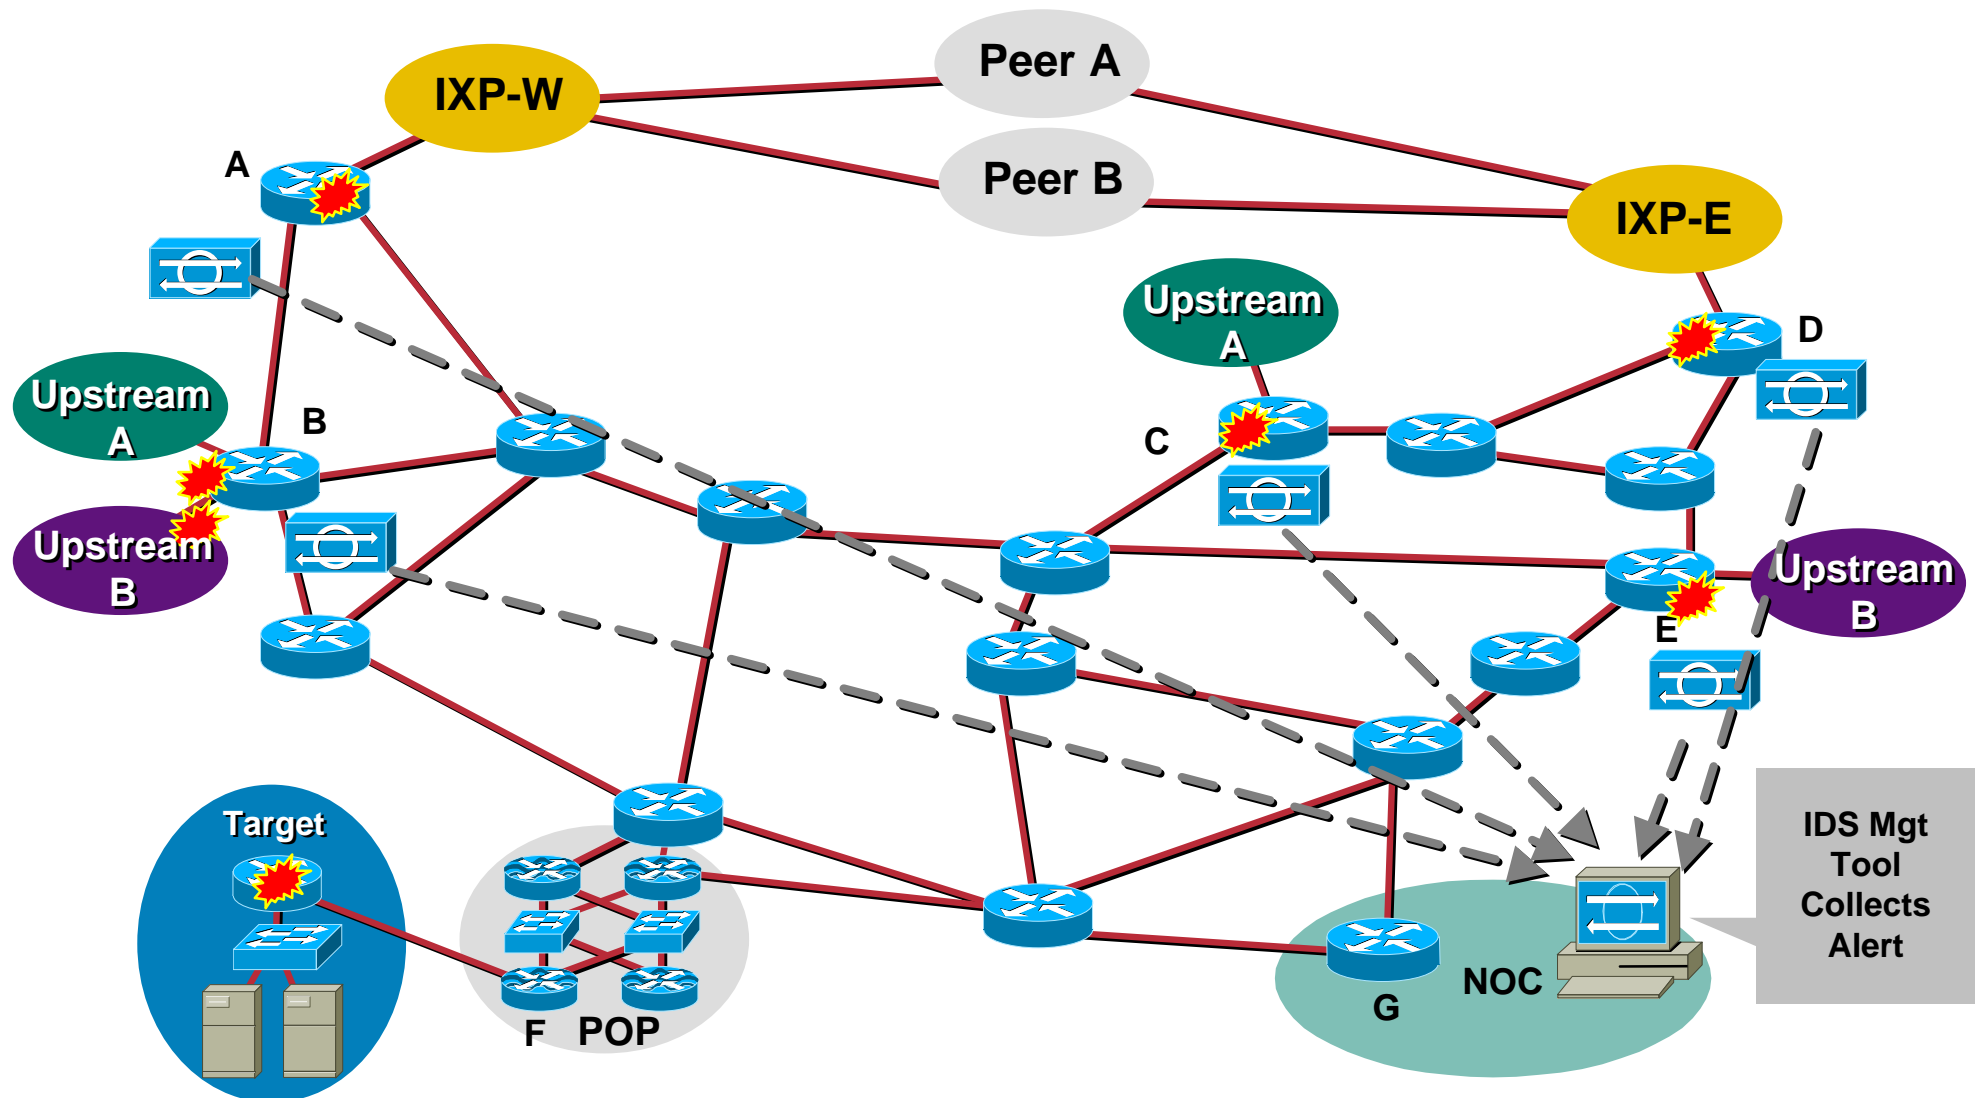 Peer A
IXP-W
A
Peer B
IXP-E
Upstream
A
D
Upstream
A
B
C
Upstream
B
Upstream
B
E
Target
IDS Mgt
Tool
Collects
Alert
NOC
G
F
POP